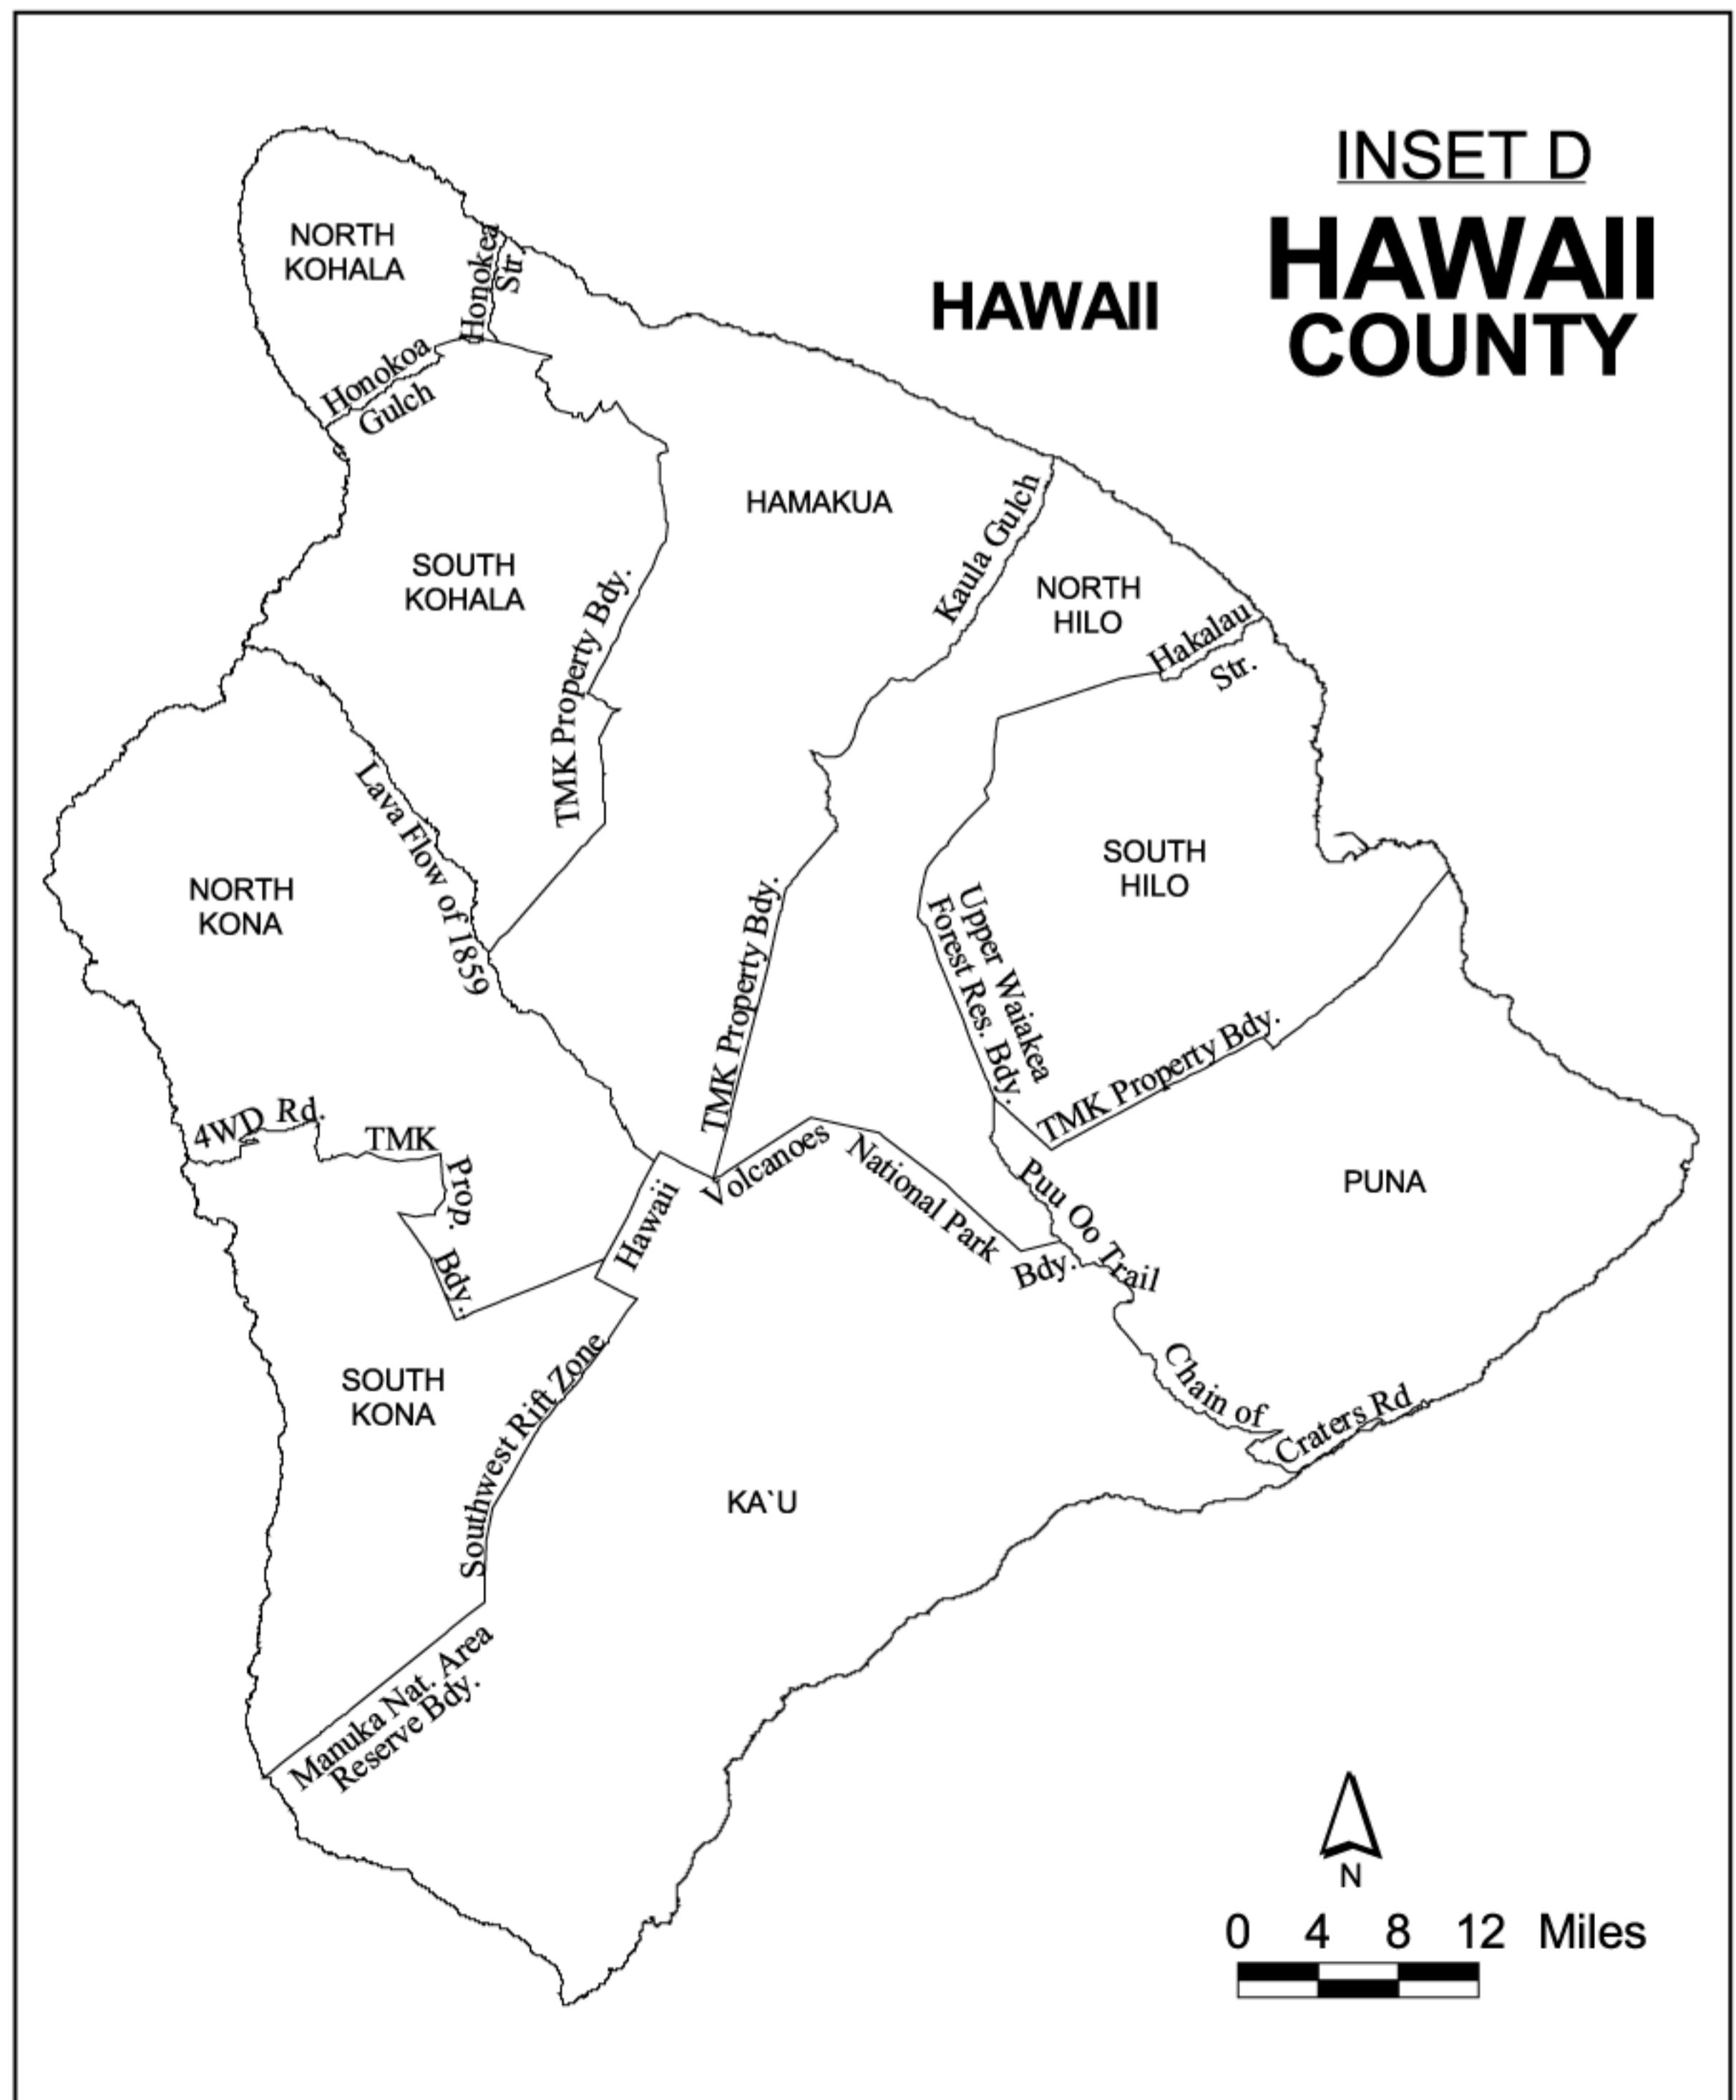 INSET D
HAWAII
COUNTY
HAWAII
NORTH
KOHALA
Honokea
Str.
Honokoa
Gulch
HAMAKUA
Kaula Gulch
SOUTH
KOHALA
NORTH
HILO
Hakalau
Str.
TMK Property Bdy.
Lava Flow of 1859
NORTH
KONA
SOUTH
HILO
Upper Waiakea
Forest Res. Bdy.
TMK Property Bdy.
TMK Property Bdy.
4WD Rd.
TMK
Prop.
Bdy.
Hawaii
Volcanoes
National Park
Bdy.
Puu Oo Trail
PUNA
SOUTH
KONA
Southwest Rift Zone
Chain of
Craters Rd
KA`U
Manuka Nat. Area
Reserve Bdy.
N
0 4 8 12 Miles